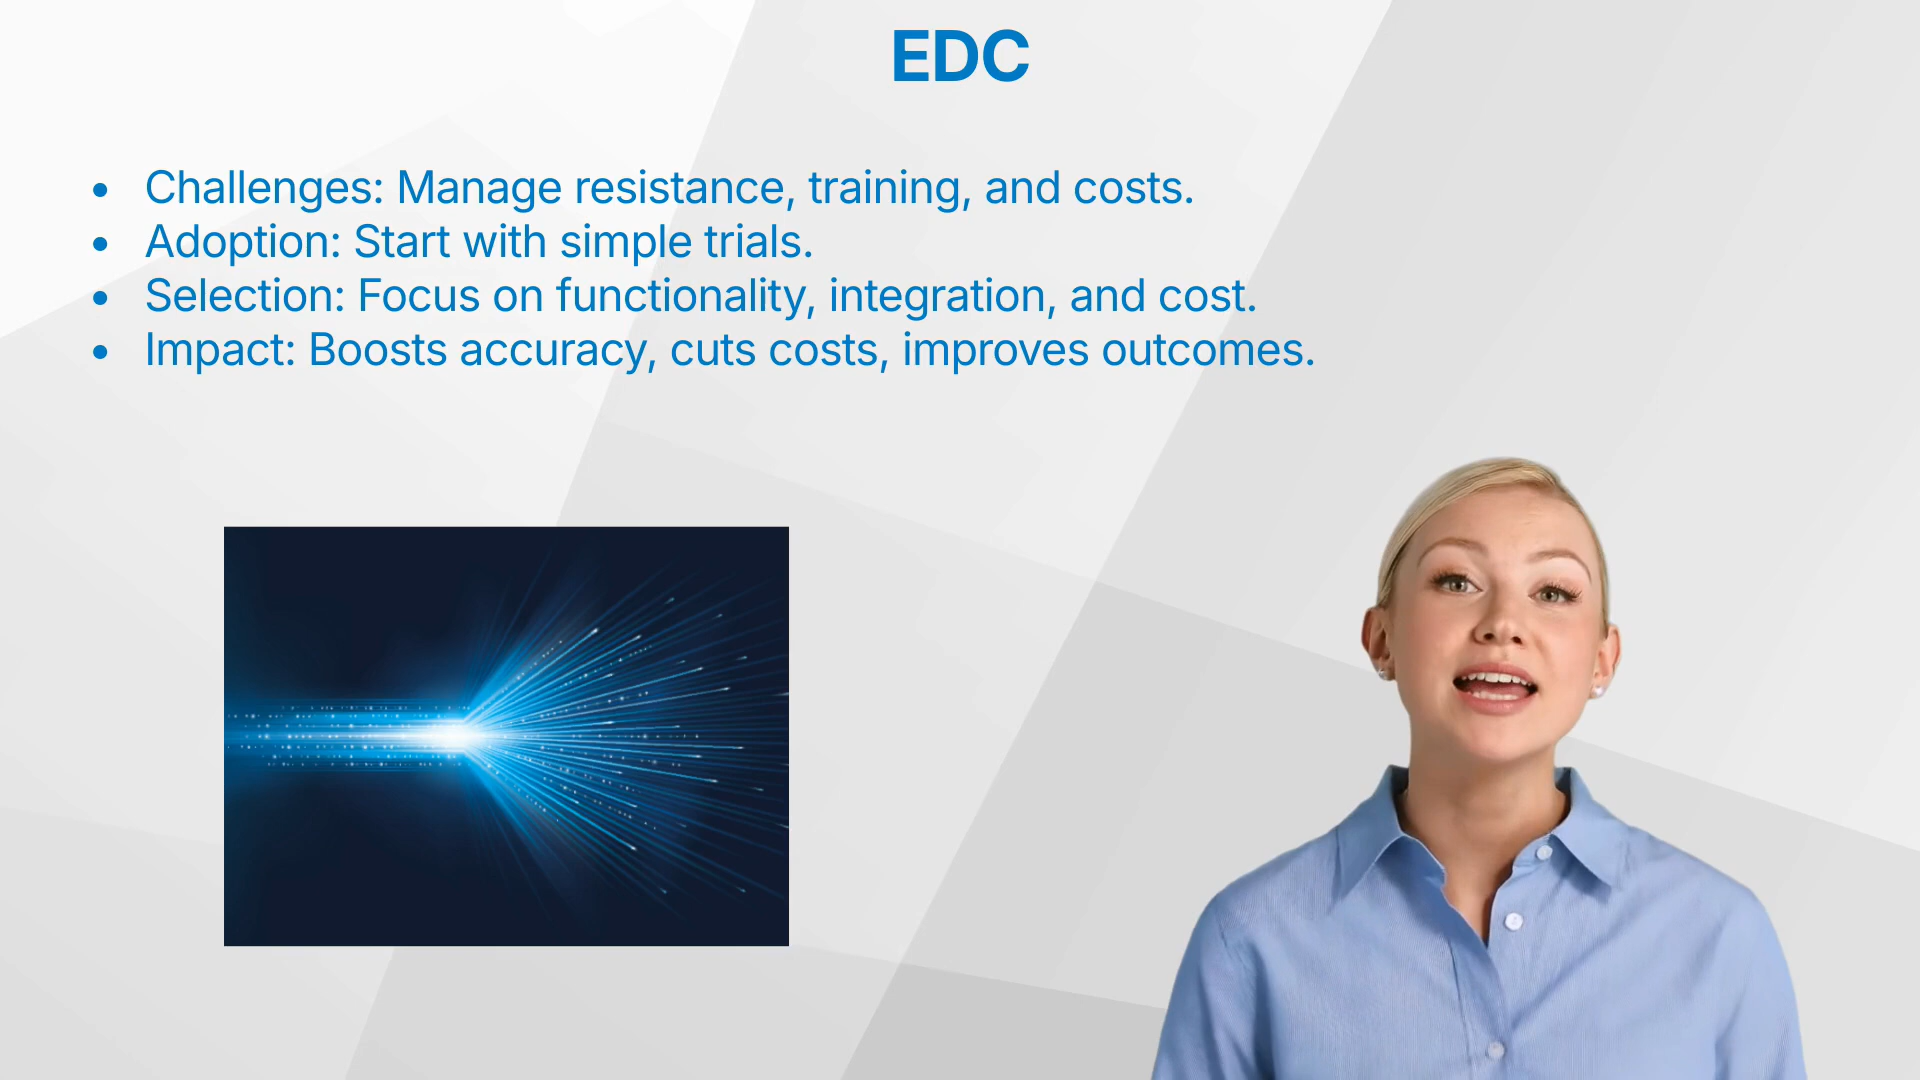 EDC
• Challenges: Manage resistance, training, and costs.
• Adoption: Start with simple trials.
• Selection: Focus on functionality, integration, and cost.
• Impact: Boosts accuracy, cuts costs, improves outcomes.